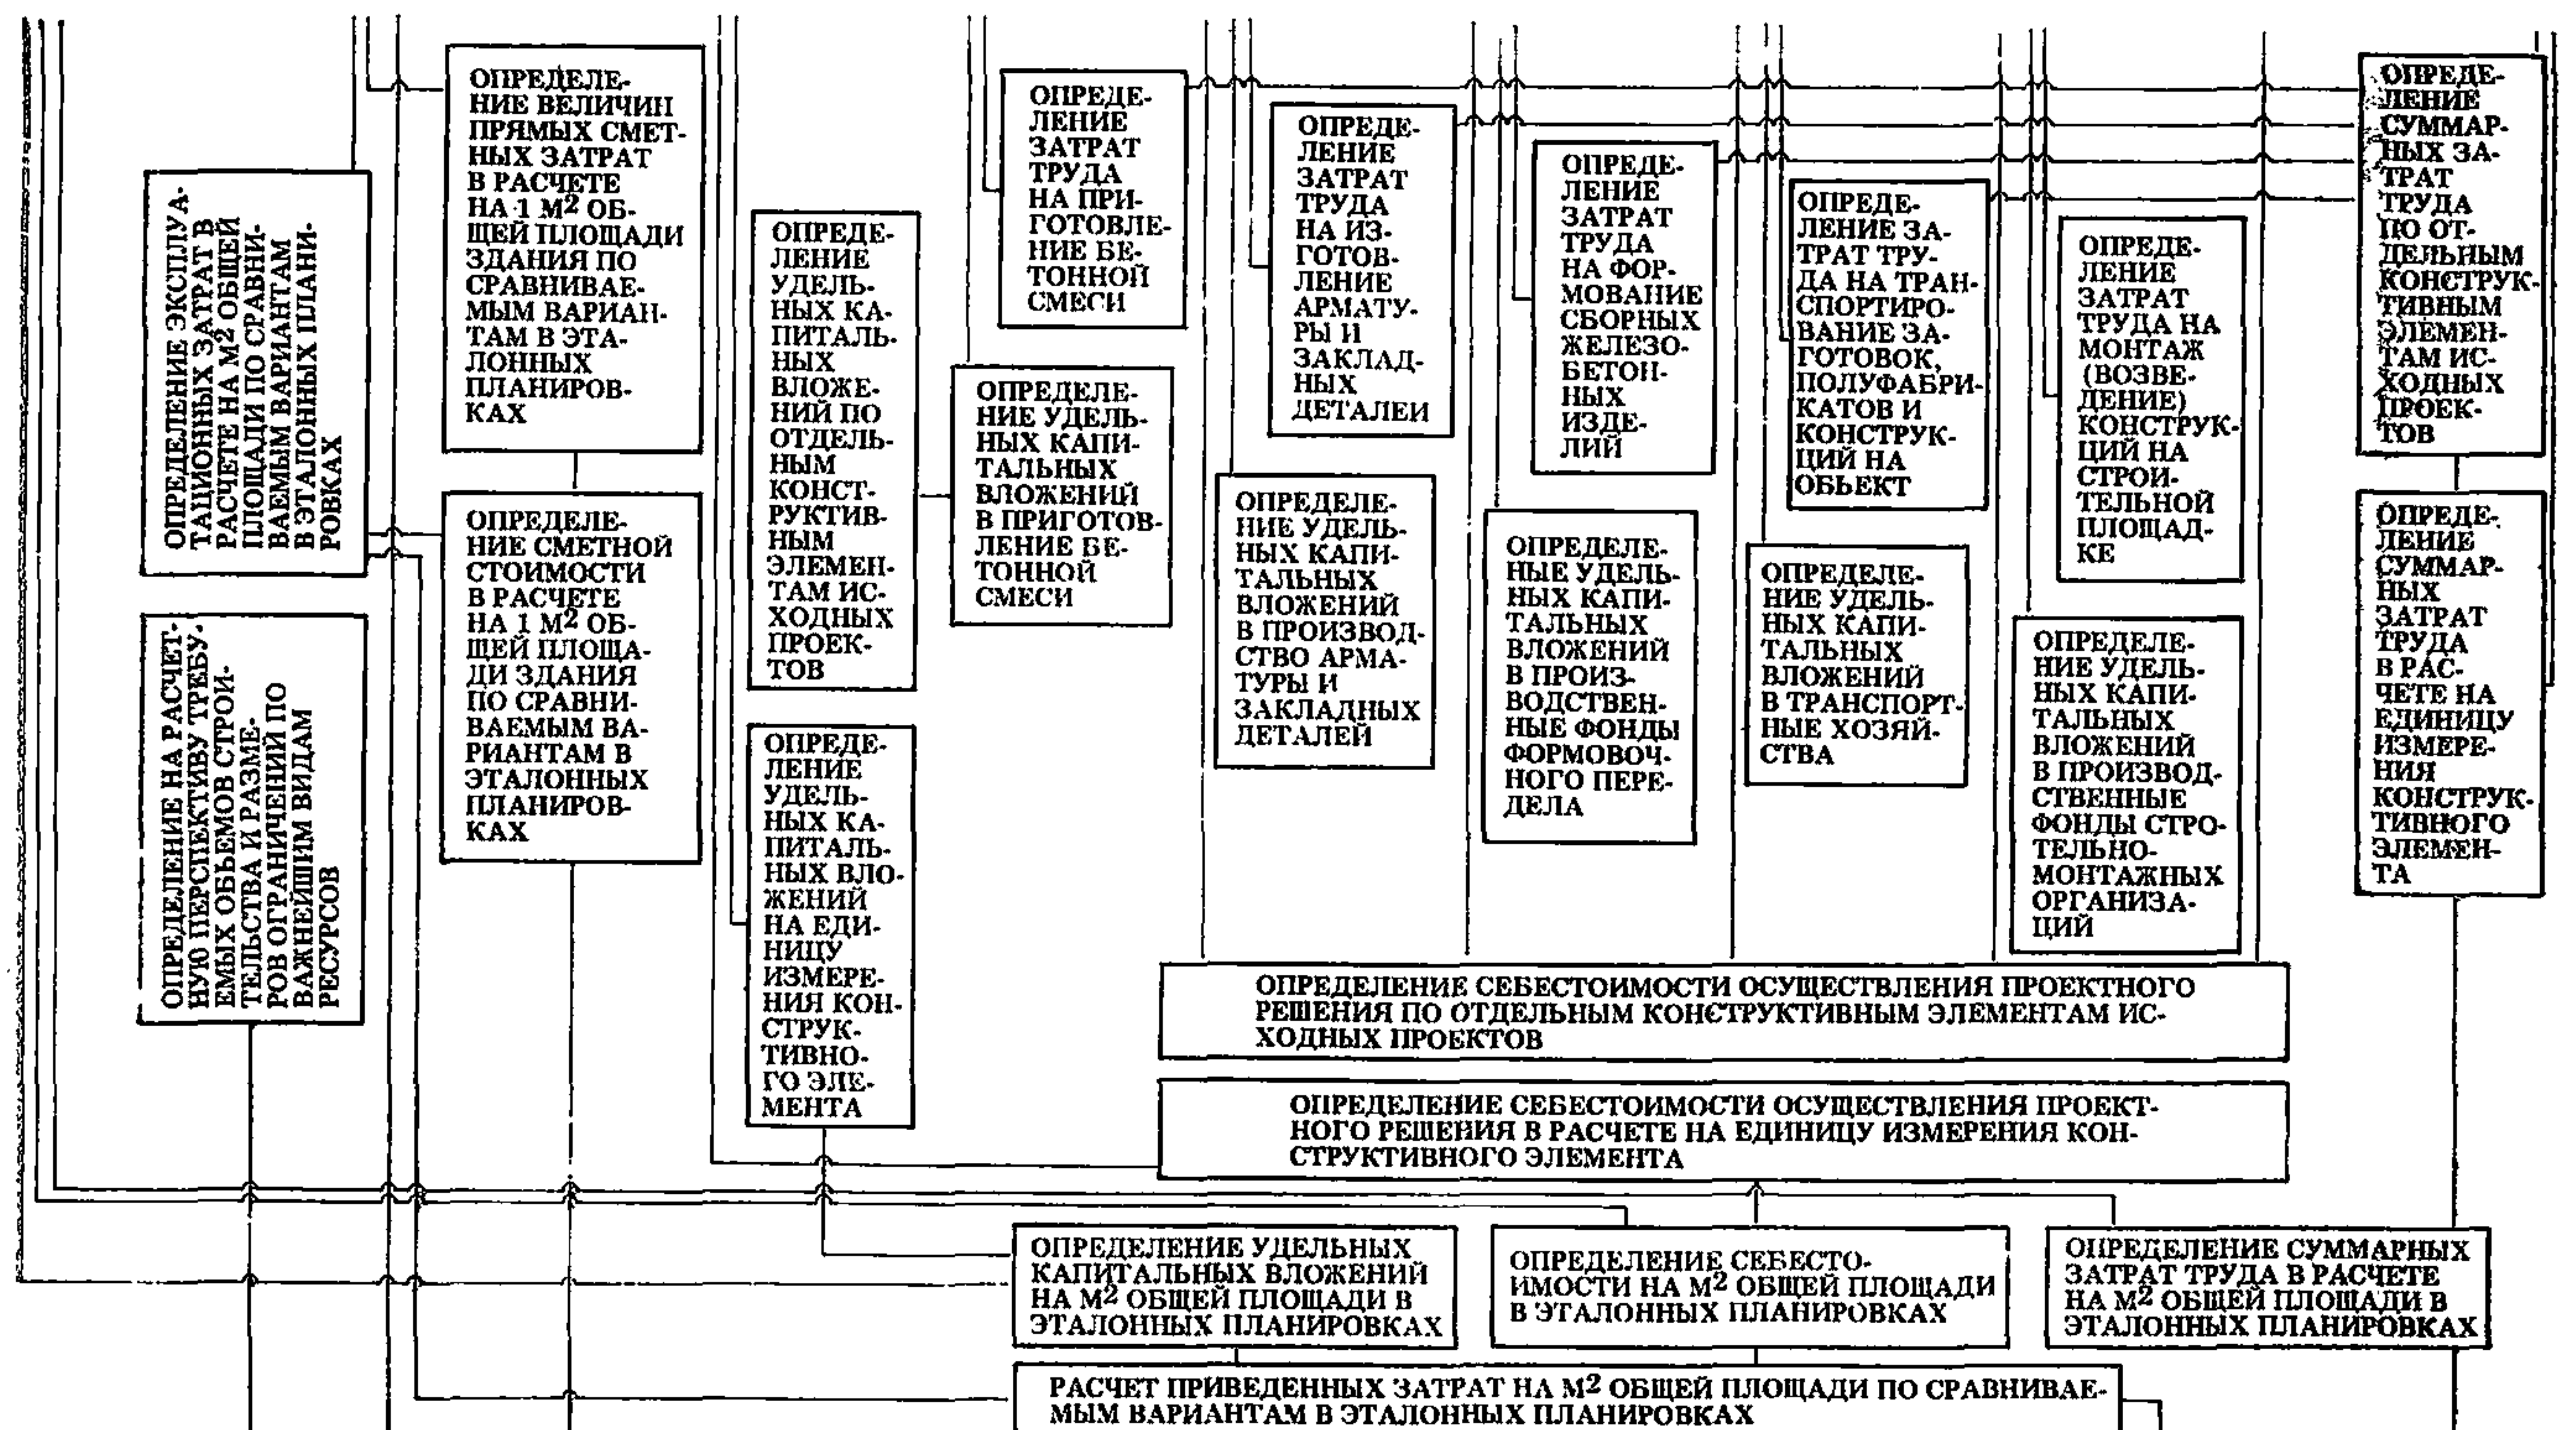 ОПРЕДЕЛЕНИЕ ЭКСПЛУА-
ТАЦИОННЫХ ЗАТРАТ В
РАСЧЕТЕ НА М2 ОБЩЕЙ
ПЛОЩАДИ ПО СРАВНИ-
ВАЕМЫМ ВАРИАНТАМ
В ЭТАЛОННЫХ ПЛАНИ-
РОВКАХ
ОПРЕДЕЛЕНИЕ НА РАСЧЕТ-
НУЮ ПЕРСПЕКТИВУ ТРЕБУ-
ЕМЫХ ОБЪЕМОВ СТРОИ-
ТЕЛЬСТВА И РАЗМЕ-
РОВ ОГРАНИЧЕНИЙ ПО
ВАЖНЕЙШИМ ВИДАМ
РЕСУРСОВ
ОПРЕДЕЛЕ-
НИЕ ВЕЛИЧИН
ПРЯМЫХ СМЕТ-
НЫХ ЗАТРАТ
В РАСЧЕТЕ
НА 1 М2 ОБ-
ЩЕЙ ПЛОЩАДИ
ЗДАНИЯ ПО
СРАВНИВАЕ-
МЫМ ВАРИАН-
ТАМ В ЭТА-
ЛОННЫХ
ПЛАНИРОВ-
КАХ
ОПРЕДЕЛЕ-
НИЕ СМЕТНОЙ
СТОИМОСТИ
В РАСЧЕТЕ
НА 1 М2 ОБ-
ЩЕЙ ПЛОЩА-
ДИ ЗДАНИЯ
ПО СРАВНИ-
ВАЕМЫМ ВА-
РИАНТАМ В
ЭТАЛОННЫХ
ПЛАНИРОВ-
КАХ
ОПРЕДЕ-
ЛЕНИЕ
УДЕЛЬ-
НЫХ КА-
ПИТАЛЬ-
НЫХ
ВЛОЖЕ-
НИЙ ПО
ОТДЕЛЬ-
НЫМ
КОНСТ-
РУКТИВ-
НЫМ
ЭЛЕМЕН-
ТАМ ИС-
ХОДНЫХ
ПРОЕК-
ТОВ
ОПРЕДЕ-
ЛЕНИЕ
УДЕЛЬ-
НЫХ КА-
ПИТАЛЬ-
НЫХ ВЛО-
ЖЕНИЙ
НА ЕДИ-
НИЦУ
ИЗМЕРЕ-
НИЯ КОН-
СТРУК-
ТИВНО-
ГО ЭЛЕ-
МЕНТА
ОПРЕДЕ-
ЛЕНИЕ
ЗАТРАТ
ТРУДА
НА ПРИ-
ГОТОВЛЕ-
НИЕ БЕ-
ТОННОЙ
СМЕСИ
ОПРЕДЕЛЕ-
НИЕ УДЕЛЬ-
НЫХ КАПИ-
ТАЛЬНЫХ
ВЛОЖЕНИЙ
В ПРИГОТОВ-
ЛЕНИЕ БЕ-
ТОННОЙ
СМЕСИ
ОПРЕДЕ-
ЛЕНИЕ
ЗАТРАТ
ТРУДА
НА ИЗ-
ГОТОВ-
ЛЕНИЕ
АРМАТУ-
РЫ И
ЗАКЛАД-
НЫХ
ДЕТАЛЕИ
ОПРЕДЕЛЕ-
НИЕ УДЕЛЬ-
НЫХ КАПИ-
ТАЛЬНЫХ
ВЛОЖЕНИЙ
В ПРОИЗВОД-
СТВО АРМА-
ТУРЫ И
ЗАКЛАДНЫХ
ДЕТАЛЕЙ
ОПРЕДЕ-
ЛЕНИЕ
ЗАТРАТ
ТРУДА
НА ФОР-
МОВАНИЕ
СБОРНЫХ
ЖЕЛЕЗО-
БЕТОН-
НЫХ
ИЗДЕ-
ЛИЙ
ОПРЕДЕЛЕ-
НЫЕ УДЕЛЬ-
НЫХ КАПИ-
ТАЛЬНЫХ
ВЛОЖЕНИЙ
В ПРОИЗ-
ВОДСТВЕН-
НЫЕ ФОНДЫ
ФОРМОВОЧ-
НОГО ПЕРЕ-
ДЕЛА
ОПРЕДЕ-
ЛЕНИЕ ЗА-
ТРАТ ТРУ-
ДА НА ТРАН-
СПОРТИРО-
ВАНИЕ ЗА-
ГОТОВОК,
ПОЛУФАБРИ-
КАТОВ И
КОНСТРУК-
ЦИЙ НА
ОБЬЕКТ
ОПРЕДЕЛЕ-
НИЕ УДЕЛЬ-
НЫХ КАПИ-
ТАЛЬНЫХ
ВЛОЖЕНИЙ
В ТРАНСПОРТ-
НЫЕ ХОЗЯЙ-
СТВА
ОПРЕДЕ-
ЛЕНИЕ
ЗАТРАТ
ТРУДА НА
МОНТАЖ
(ВОЗВЕ-
ДЕНИЕ)
КОНСТРУК-
ЦИЙ НА
СТРОИ-
ТЕЛЬНОЙ
ПЛОЩАД-
КЕ
ОПРЕДЕЛЕ-
НИЕ УДЕЛЬ-
НЫХ КАПИ-
ТАЛЬНЫХ
ВЛОЖЕНИЙ
В ПРОИЗВОД-
СТВЕННЫЕ
ФОНДЫ СТРО-
ТЕЛЬНО-
МОНТАЖНЫХ
ОРГАНИЗА-
ЦИЙ
ОПРЕДЕ-
ЛЕНИЕ
СУММАР-
НЫХ ЗА-
ТРАТ
ТРУДА
ПО ОТ-
ДЕЛЬНЫМ
КОНСТРУК-
ТИВНЫМ
ЭЛЕМЕН-
ТАМ ИС-
ХОДНЫХ
ПРОЕК-
ТОВ
ОПРЕДЕ-
ЛЕНИЕ
СУММАР-
НЫХ
ЗАТРАТ
ТРУДА
В РАС-
ЧЕТЕ НА
ЕДИНИЦУ
ИЗМЕРЕ-
НИЯ
КОНСТРУК-
ТИВНОГО
ЭЛЕМЕН-
ТА
ОПРЕДЕЛЕНИЕ СЕБЕСТОИМОСТИ ОСУЩЕСТВЛЕНИЯ ПРОЕКТНОГО
РЕШЕНИЯ ПО ОТДЕЛЬНЫМ КОНСТРУКТИВНЫМ ЭЛЕМЕНТАМ ИС-
ХОДНЫХ ПРОЕКТОВ
ОПРЕДЕЛЕНИЕ СЕБЕСТОИМОСТИ ОСУЩЕСТВЛЕНИЯ ПРОЕКТ-
НОГО РЕШЕНИЯ В РАСЧЕТЕ НА ЕДИНИЦУ ИЗМЕРЕНИЯ КОН-
СТРУКТИВНОГО ЭЛЕМЕНТА
ОПРЕДЕЛЕНИЕ УДЕЛЬНЫХ
КАПИТАЛЬНЫХ ВЛОЖЕНИЙ
НА М2 ОБЩЕЙ ПЛОЩАДИ В
ЭТАЛОННЫХ ПЛАНИРОВКАХ
ОПРЕДЕЛЕНИЕ СЕБЕСТО-
ИМОСТИ НА М2 ОБЩЕЙ ПЛОЩАДИ
В ЭТАЛОННЫХ ПЛАНИРОВКАХ
ОПРЕДЕЛЕНИЕ СУММАРНЫХ
ЗАТРАТ ТРУДА В РАСЧЕТЕ
НА М2 ОБЩЕЙ ПЛОЩАДИ В
ЭТАЛОННЫХ ПЛАНИРОВКАХ
РАСЧЕТ ПРИВЕДЕННЫХ ЗАТРАТ НА М2 ОБЩЕЙ ПЛОЩАДИ ПО СРАВНИВАЕ-
МЫМ ВАРИАНТАМ В ЭТАЛОННЫХ ПЛАНИРОВКАХ